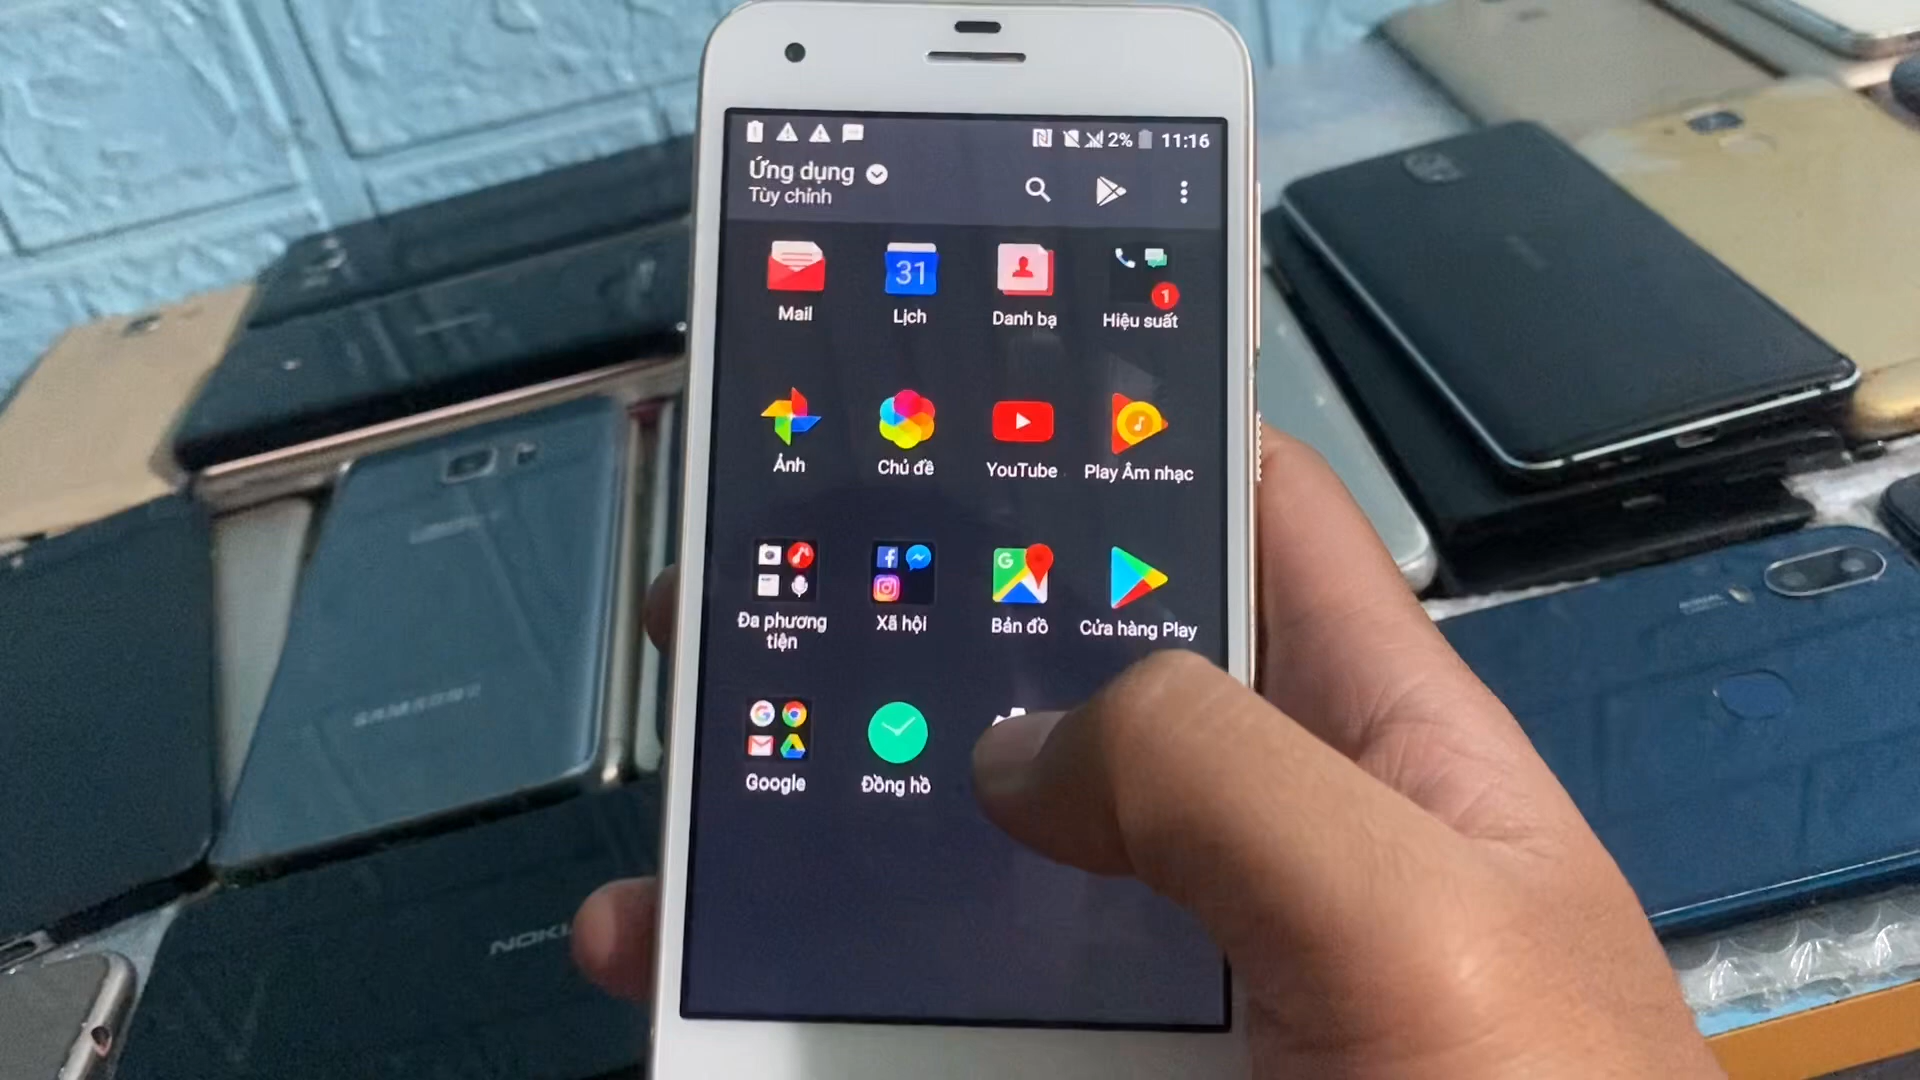 2% 11:16
Ứng dụng
Tùy chỉnh
31
1
Mail Lịch Danh bạ Hiệu suất
Ảnh Chủ đề YouTube Play Âm nhạc
Đa phương
tiện
Xã hội Bản đồ Cửa hàng Play
Google Đồng hồ
SAMSUNG